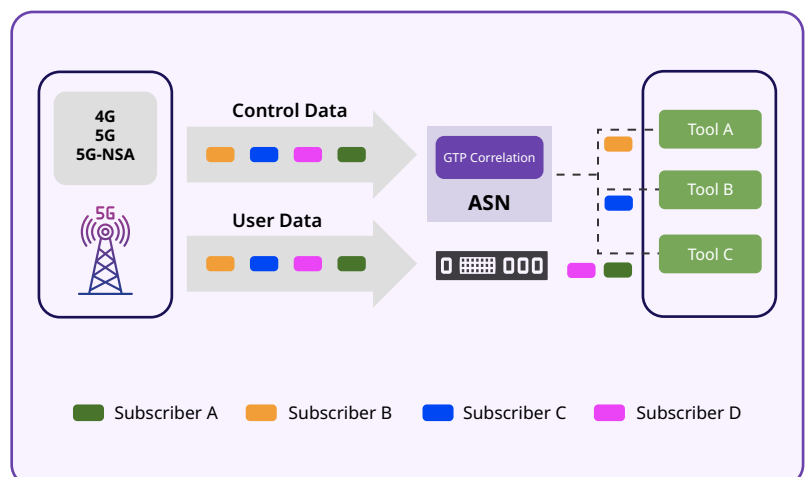 4G
5G
5G-NSA
5G
Control Data
User Data
GTP Correlation
ASN
Tool A
Tool B
Tool C
Subscriber A
Subscriber B
Subscriber C
Subscriber D